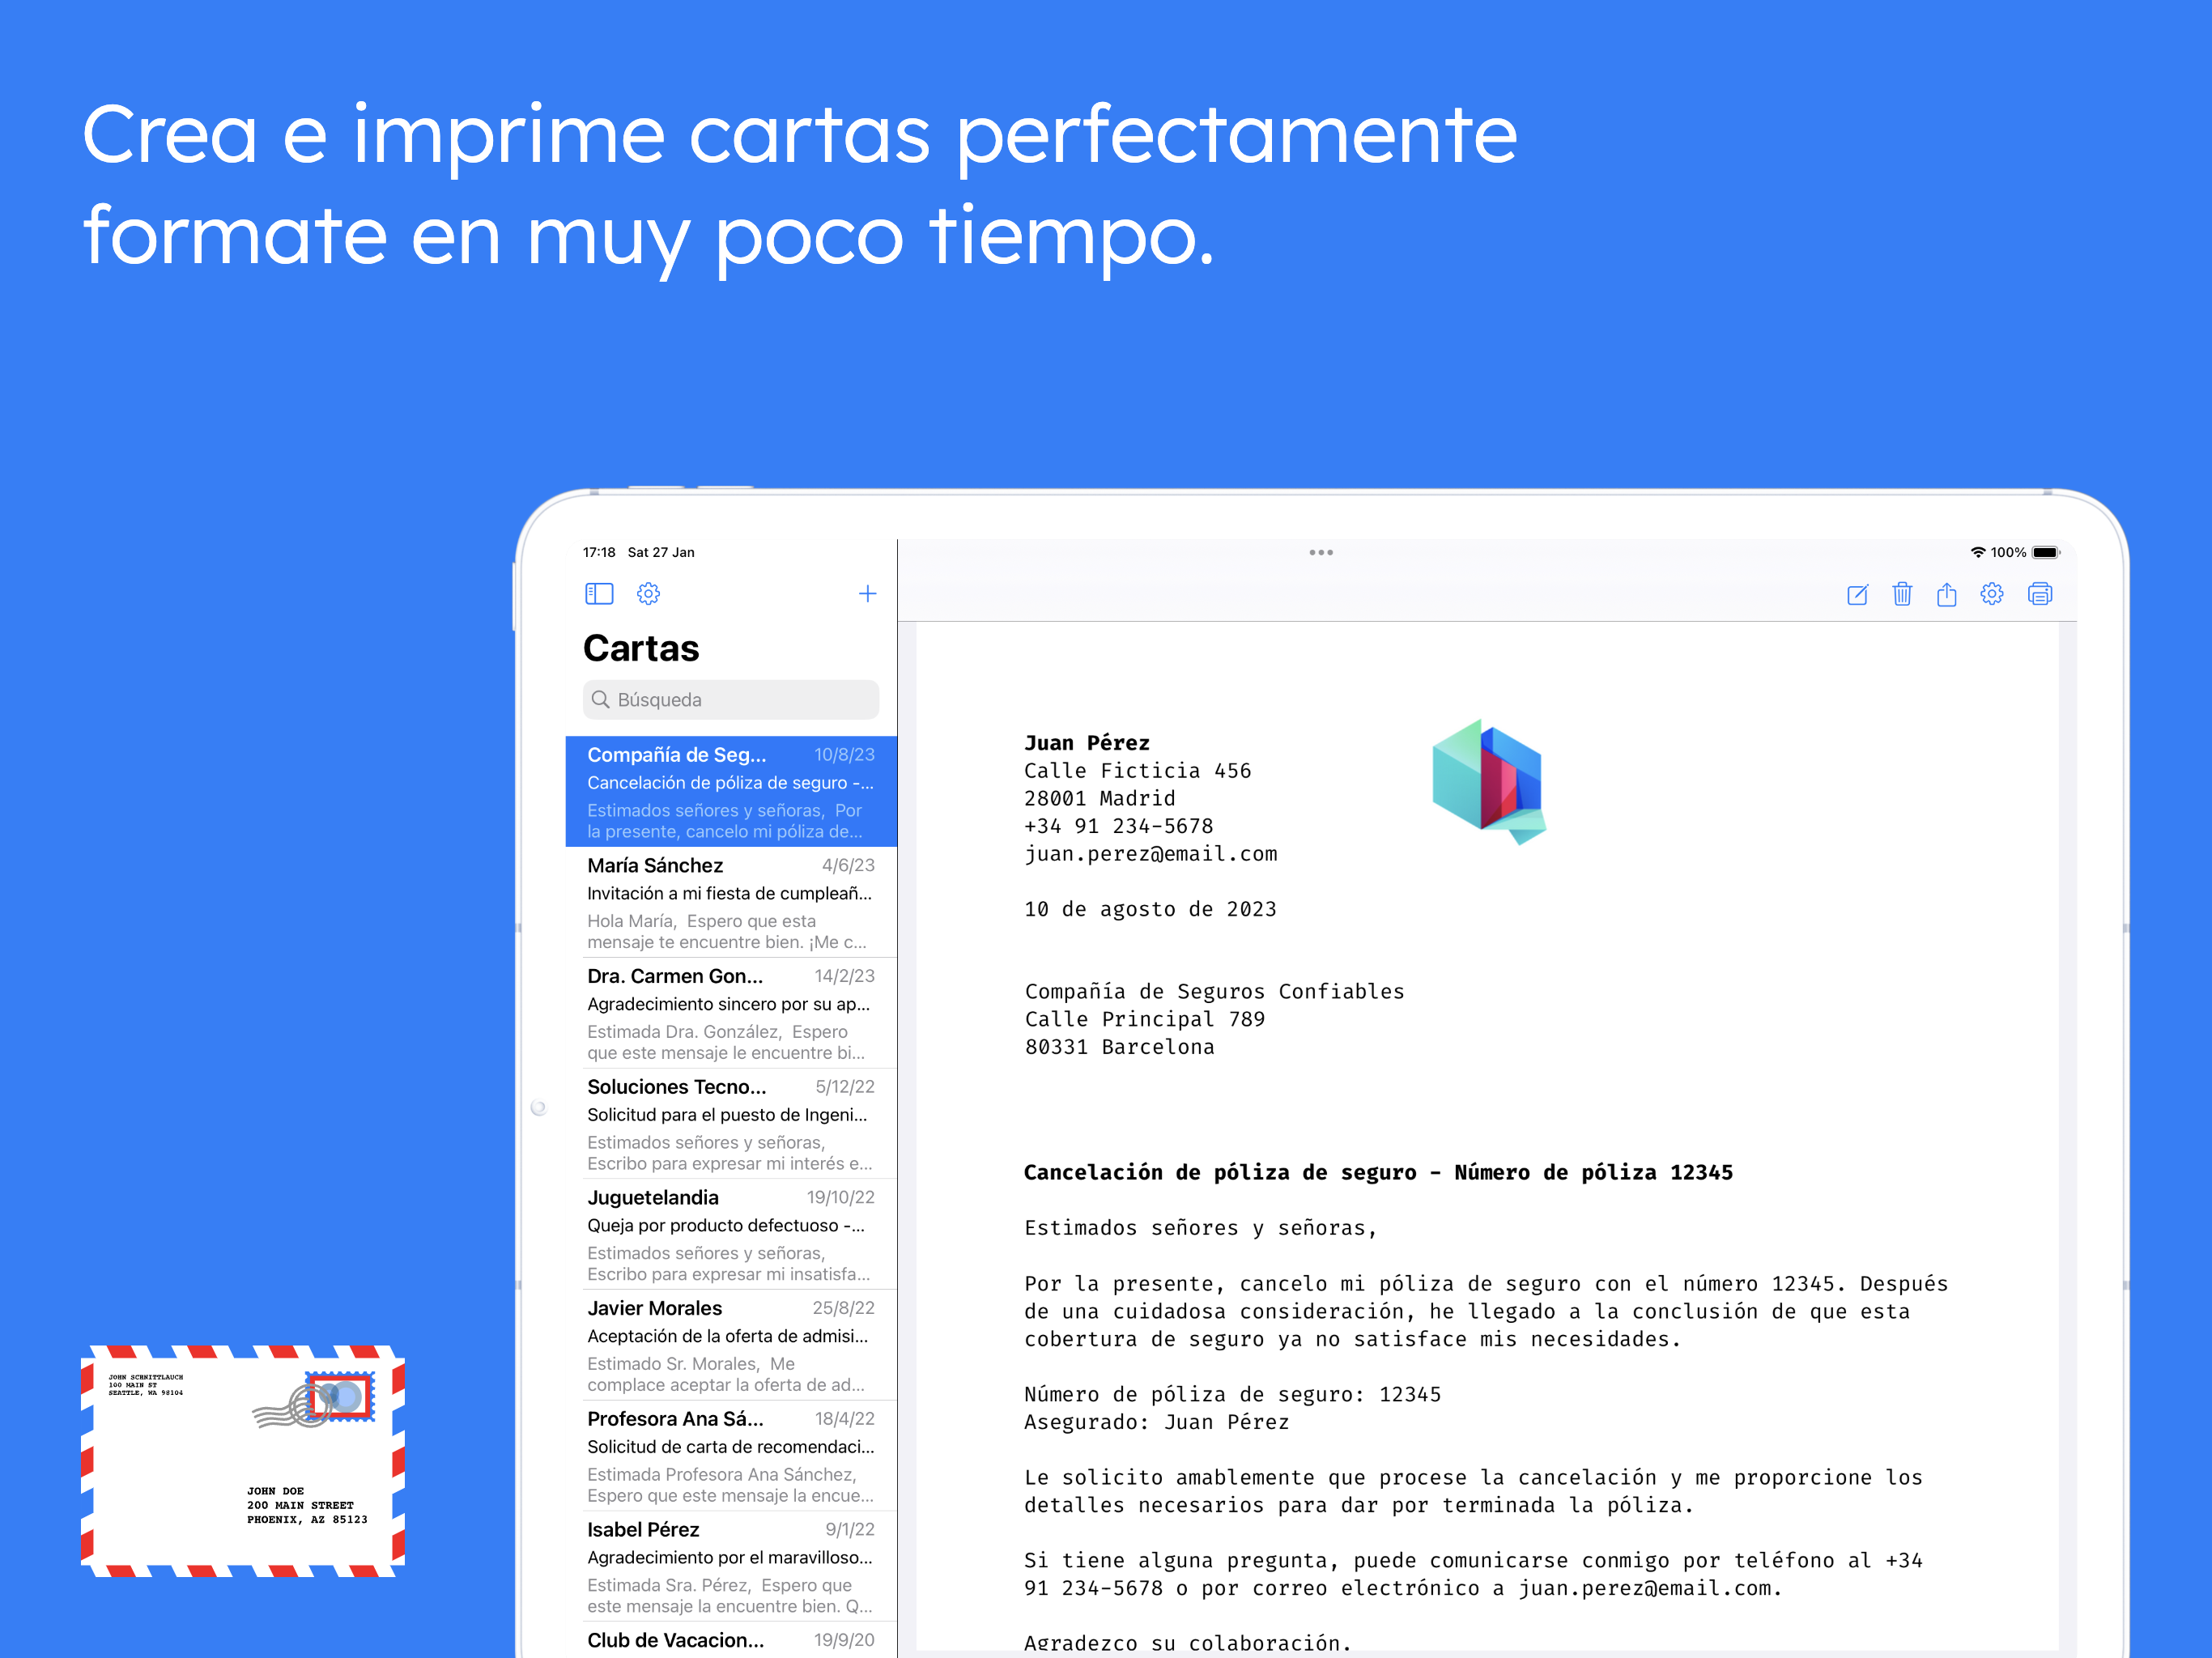 Crea e imprime cartas perfectamente
formate en muy poco tiempo.
17:18 Sat 27 Jan
100%
Cartas
Búsqueda
Compañía de Seg... 10/8/23
Cancelación de póliza de seguro -...
Estimados señores y señoras, Por
la presente, cancelo mi póliza de...
María Sánchez 4/6/23
Invitación a mi fiesta de cumpleañ...
Hola María, Espero que esta
mensaje te encuentre bien. ¡Me c...
Dra. Carmen Gon... 14/2/23
Agradecimiento sincero por su ap...
Estimada Dra. González, Espero
que este mensaje le encuentre bi...
Soluciones Tecno... 5/12/22
Solicitud para el puesto de Ingeni...
Estimados señores y señoras,
Escribo para expresar mi interés e...
Juguetelandia 19/10/22
Queja por producto defectuoso -...
Estimados señores y señoras,
Escribo para expresar mi insatisfa...
Javier Morales 25/8/22
Aceptación de la oferta de admisi...
Estimado Sr. Morales, Me
complace aceptar la oferta de ad...
Profesora Ana Sá... 18/4/22
Solicitud de carta de recomendaci...
Estimada Profesora Ana Sánchez,
Espero que este mensaje la encue...
Isabel Pérez 9/1/22
Agradecimiento por el maravilloso...
Estimada Sra. Pérez, Espero que
este mensaje la encuentre bien. Q...
Club de Vacacion... 19/9/20
Juan Pérez
Calle Ficticia 456
28001 Madrid
+34 91 234-5678
juan.perez@email.com
10 de agosto de 2023
Compañía de Seguros Confiables
Calle Principal 789
80331 Barcelona
Cancelación de póliza de seguro - Número de póliza 12345
Estimados señores y señoras,
Por la presente, cancelo mi póliza de seguro con el número 12345. Después
de una cuidadosa consideración, he llegado a la conclusión de que esta
cobertura de seguro ya no satisface mis necesidades.
Número de póliza de seguro: 12345
Asegurado: Juan Pérez
Le solicito amablemente que procese la cancelación y me proporcione los
detalles necesarios para dar por terminada la póliza.
Si tiene alguna pregunta, puede comunicarse conmigo por teléfono al +34
91 234-5678 o por correo electrónico a juan.perez@email.com.
Agradezco su colaboración.
JOHN SCHNITTLAUCH
100 MAIN ST
SEATTLE, WA 98104
JOHN DOE
200 MAIN STREET
PHOENIX, AZ 85123